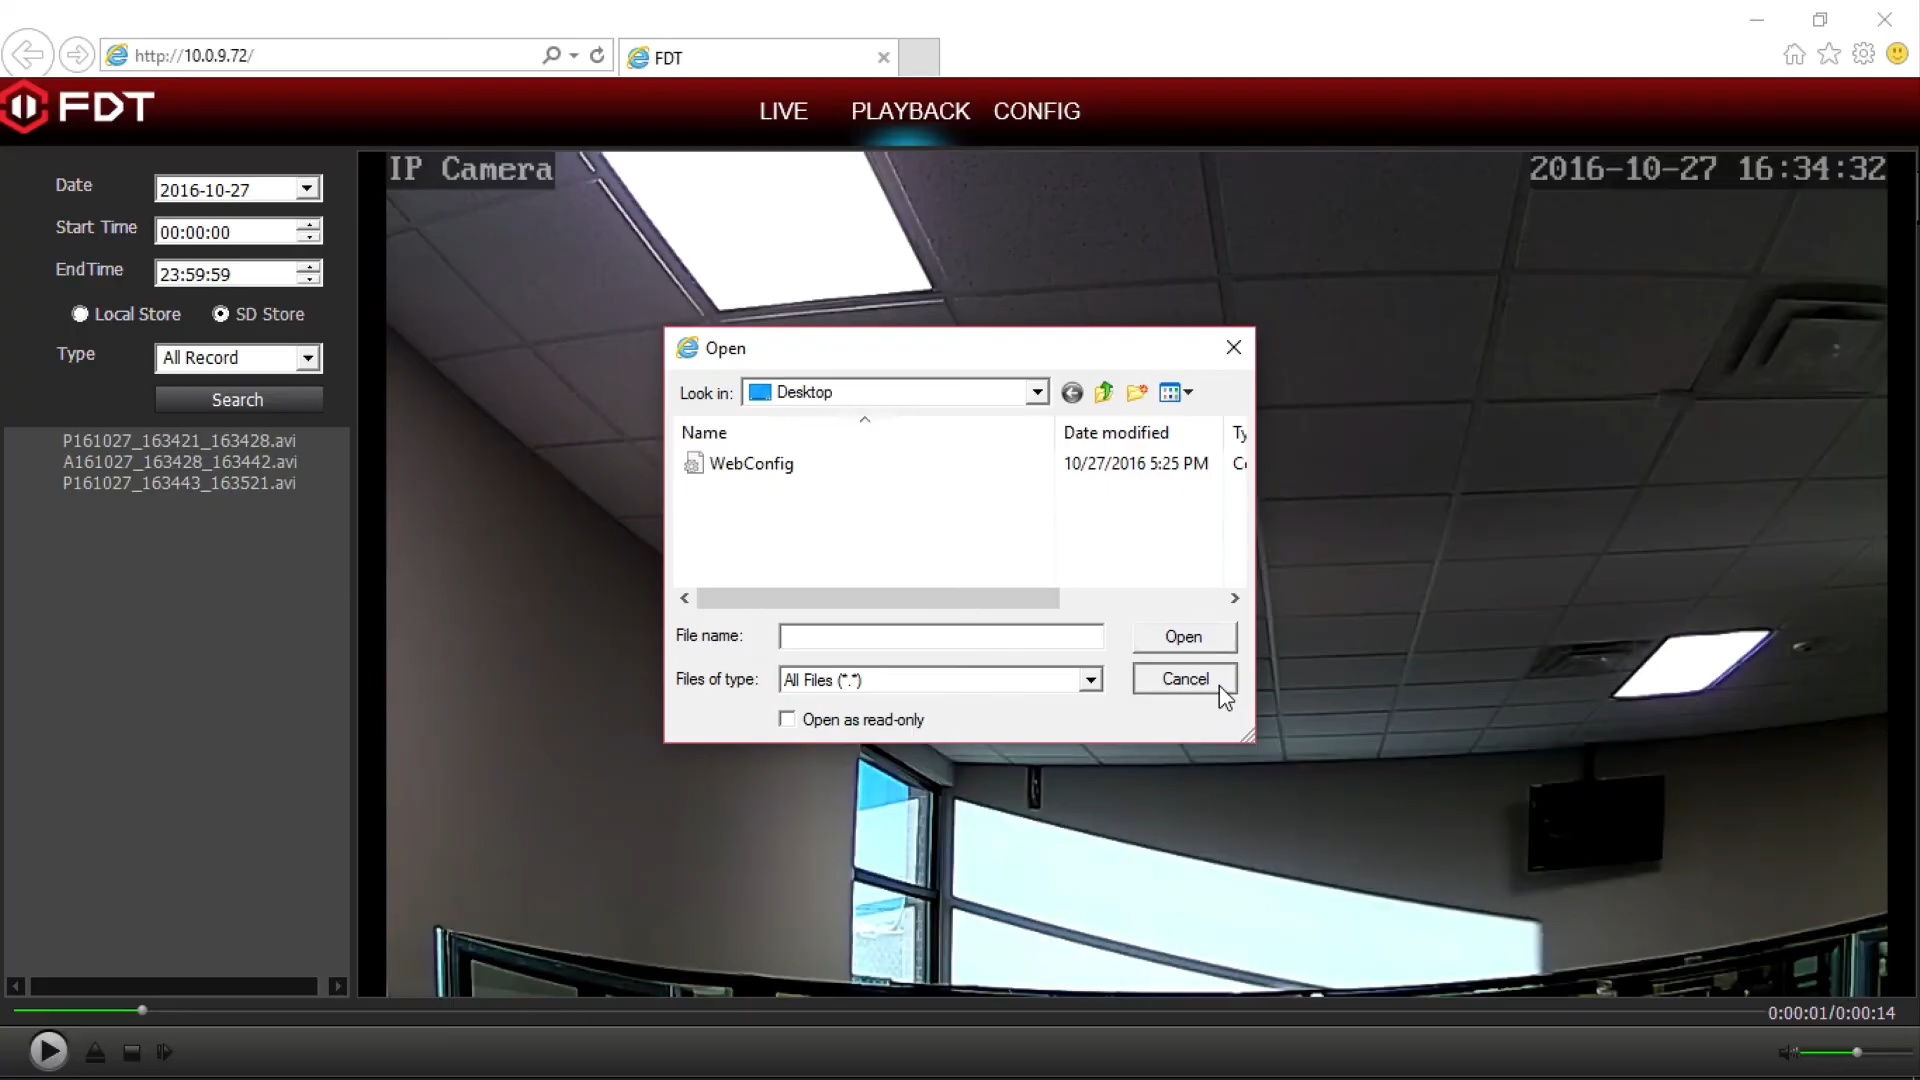 http://10.0.9.72/
FDT
FDT
LIVE PLAYBACK CONFIG
Date 2016-10-27
Start Time 00:00:00
EndTime 23:59:59
Local Store SD Store
Type All Record
Search
P161027_163421_163428.avi
A161027_163428_163442.avi
P161027_163443_163521.avi
IP Camera
2016-10-27 16:34:32
Open
Look in: Desktop
Name Date modified
WebConfig 10/27/2016 5:25 PM
File name: Open
Files of type: All Files (*.*) Cancel
Open as read-only
0:00:01/0:00:14